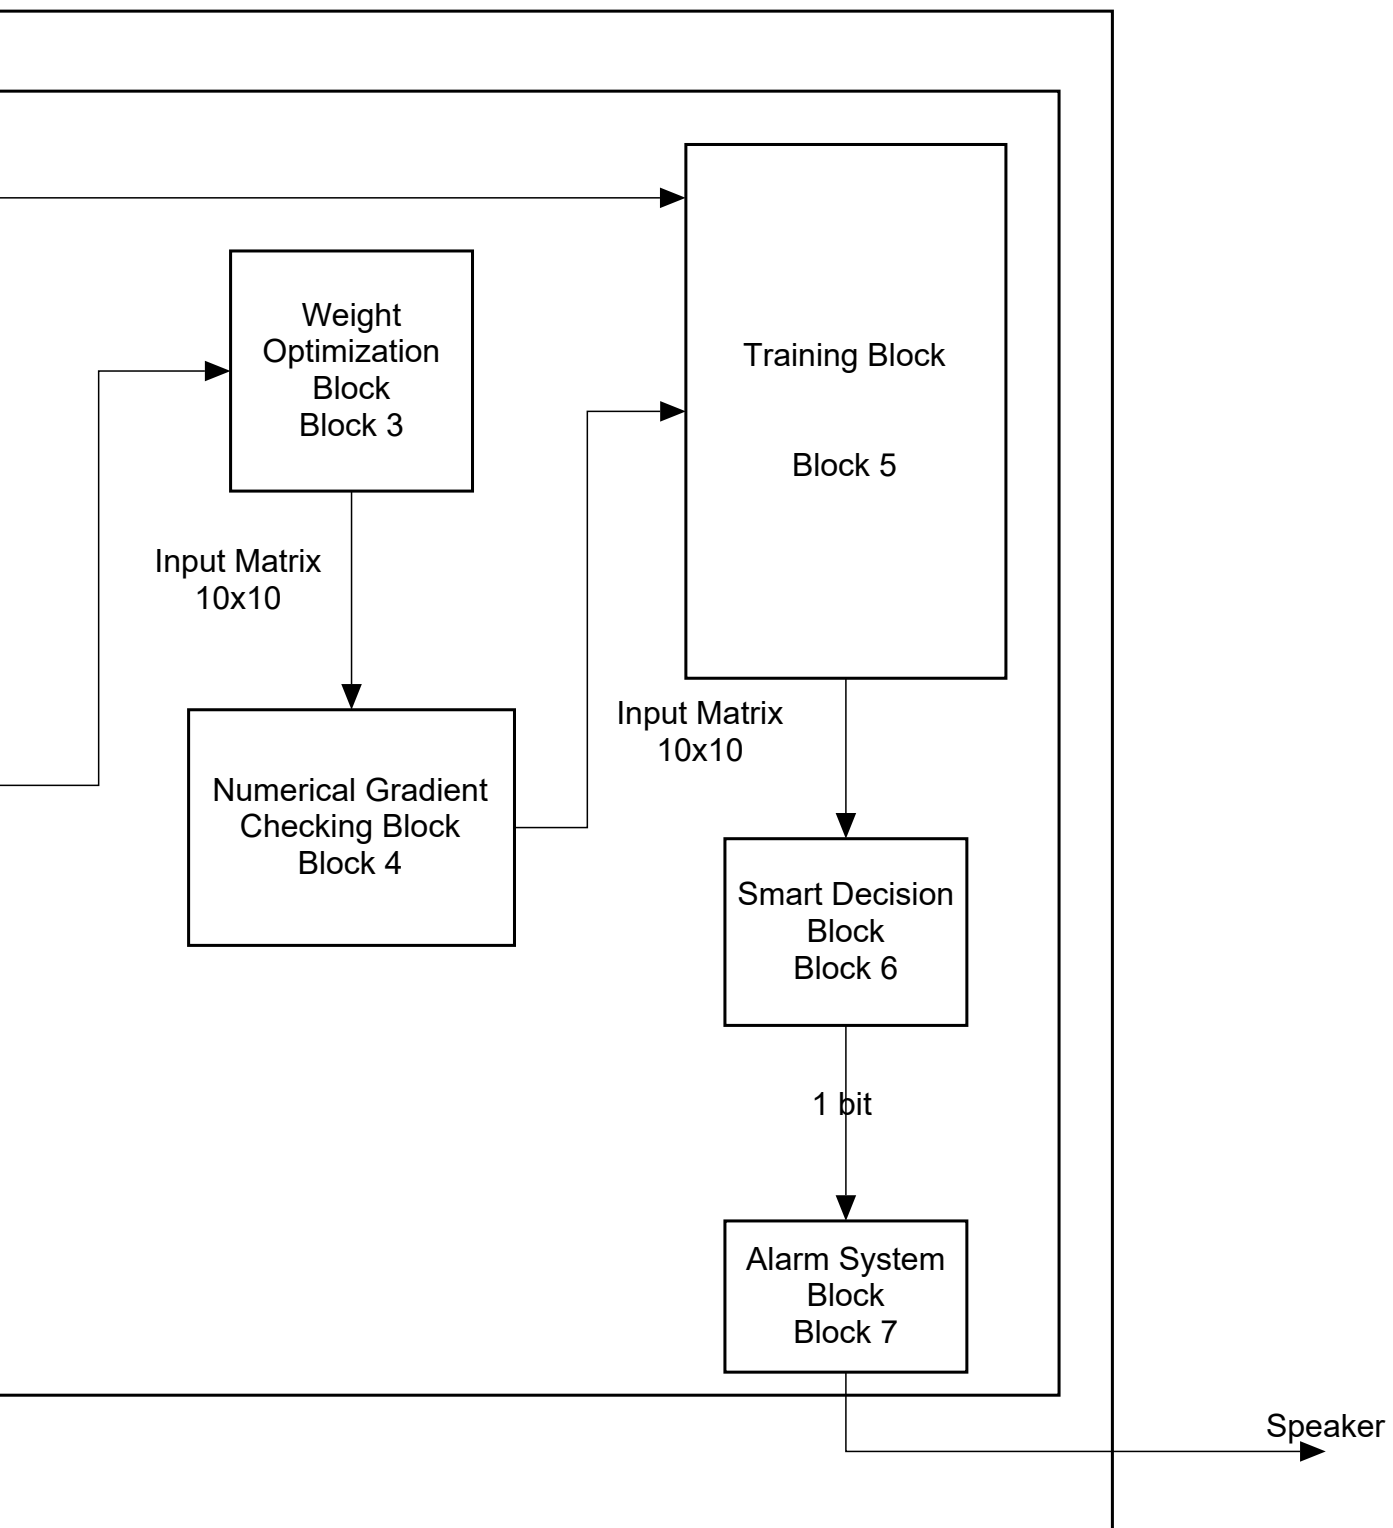 Weight
Optimization
Block
Block 3
Training Block
Block 5
Input Matrix
10x10
Input Matrix
10x10
Numerical Gradient
Checking Block
Block 4
Smart Decision
Block
Block 6
1 bit
Alarm System
Block
Block 7
Speaker